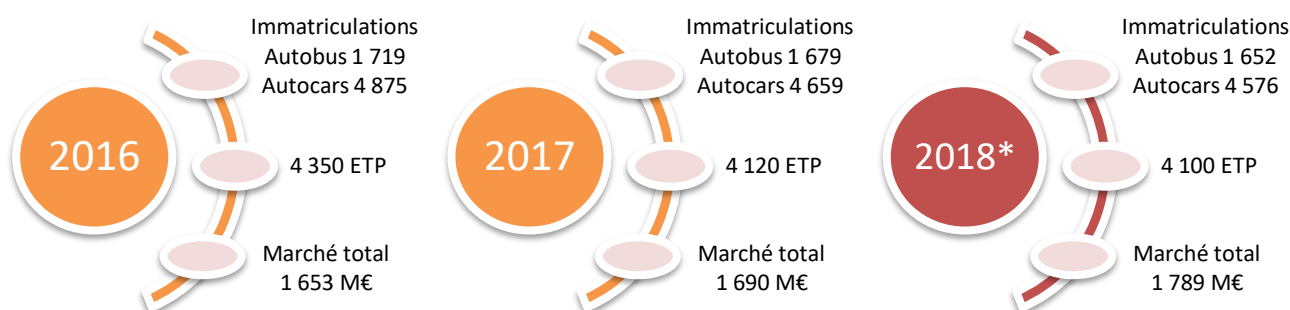 2016
Immatriculations
Autobus 1 719
Autocars 4 875
4 350 ETP
Marché total
1 653 M€
2017
Immatriculations
Autobus 1 679
Autocars 4 659
4 120 ETP
Marché total
1 690 M€
2018*
Immatriculations
Autobus 1 652
Autocars 4 576
4 100 ETP
Marché total
1 789 M€